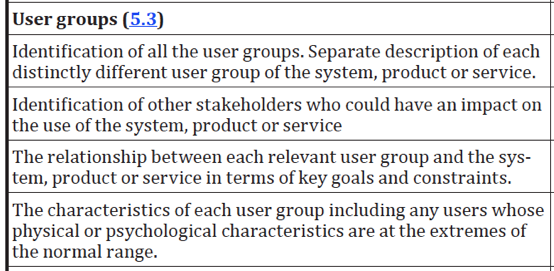 User groups (5.3)
Identification of all the user groups. Separate description of each
distinctly different user group of the system, product or service.
Identification of other stakeholders who could have an impact on
the use of the system, product or service
The relationship between each relevant user group and the sys-
tem, product or service in terms of key goals and constraints.
The characteristics of each user group including any users whose
physical or psychological characteristics are at the extremes of
the normal range.